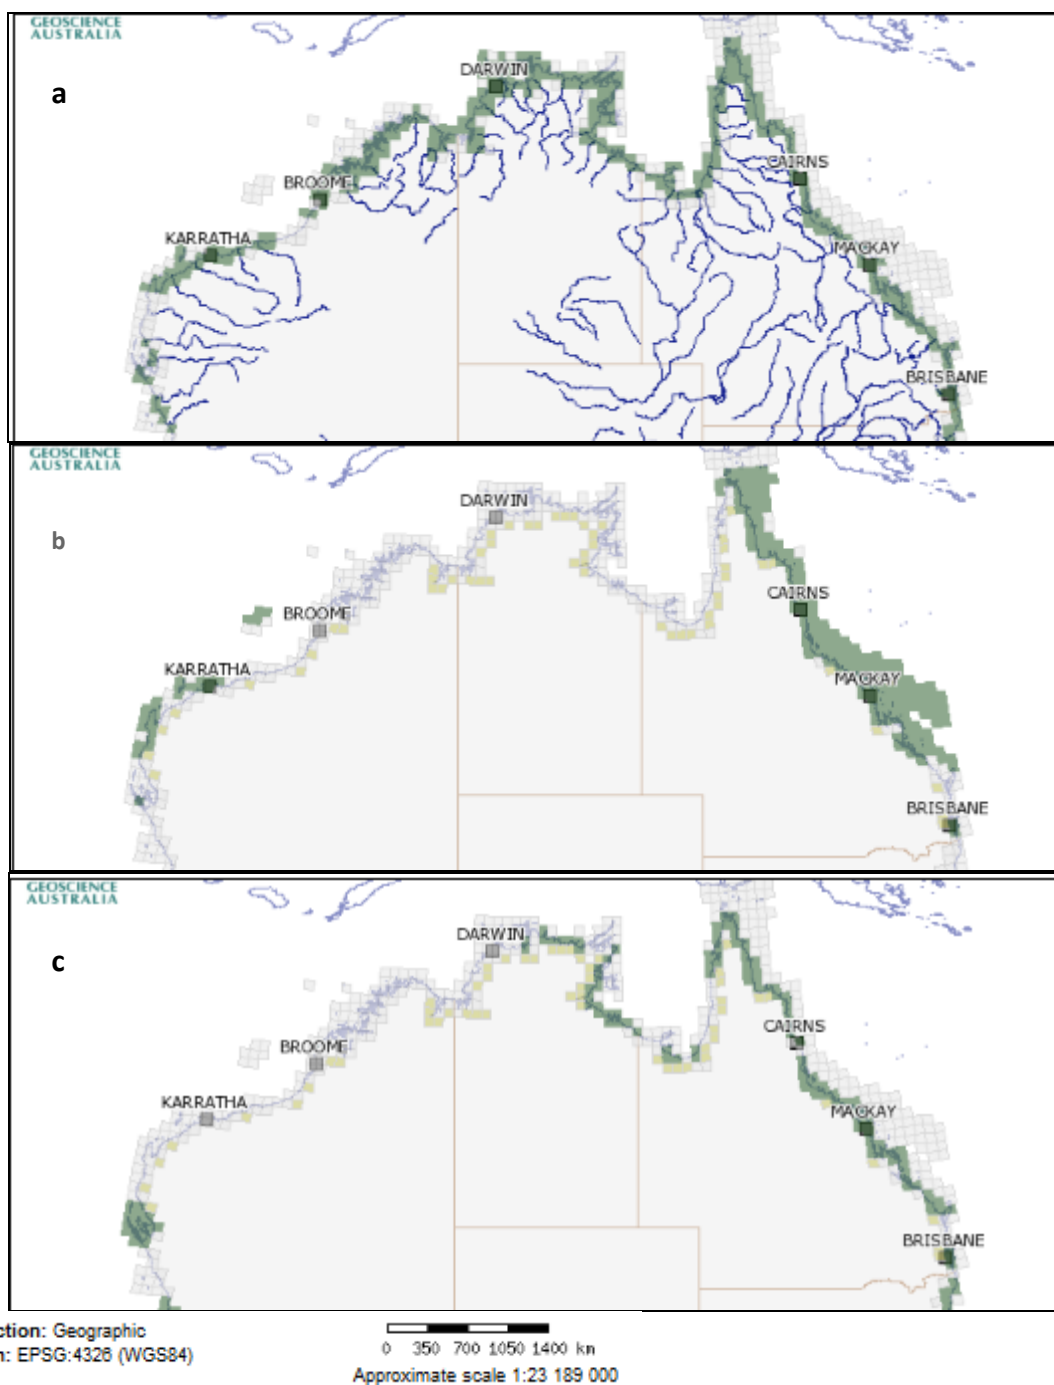 GEOSCIENCE
AUSTRALIA
a
DARWIN
CAIRNS
BROOME
KARRATHA
MACKAY
BRISBANE
GEOSCIENCE
AUSTRALIA
DARWIN
b
CAIRNS
BROOME
KARRATHA
MACKAY
BRISBANE
GEOSCIENCE
AUSTRALIA
DARWIN
c
CAIRNS
BROOME
KARRATHA
MACKAY
BRISBANE
ction: Geographic
n: EPSG:4326 (WGS84)
0 350 700 1050 1400 km
Approximate scale 1:23 189 000